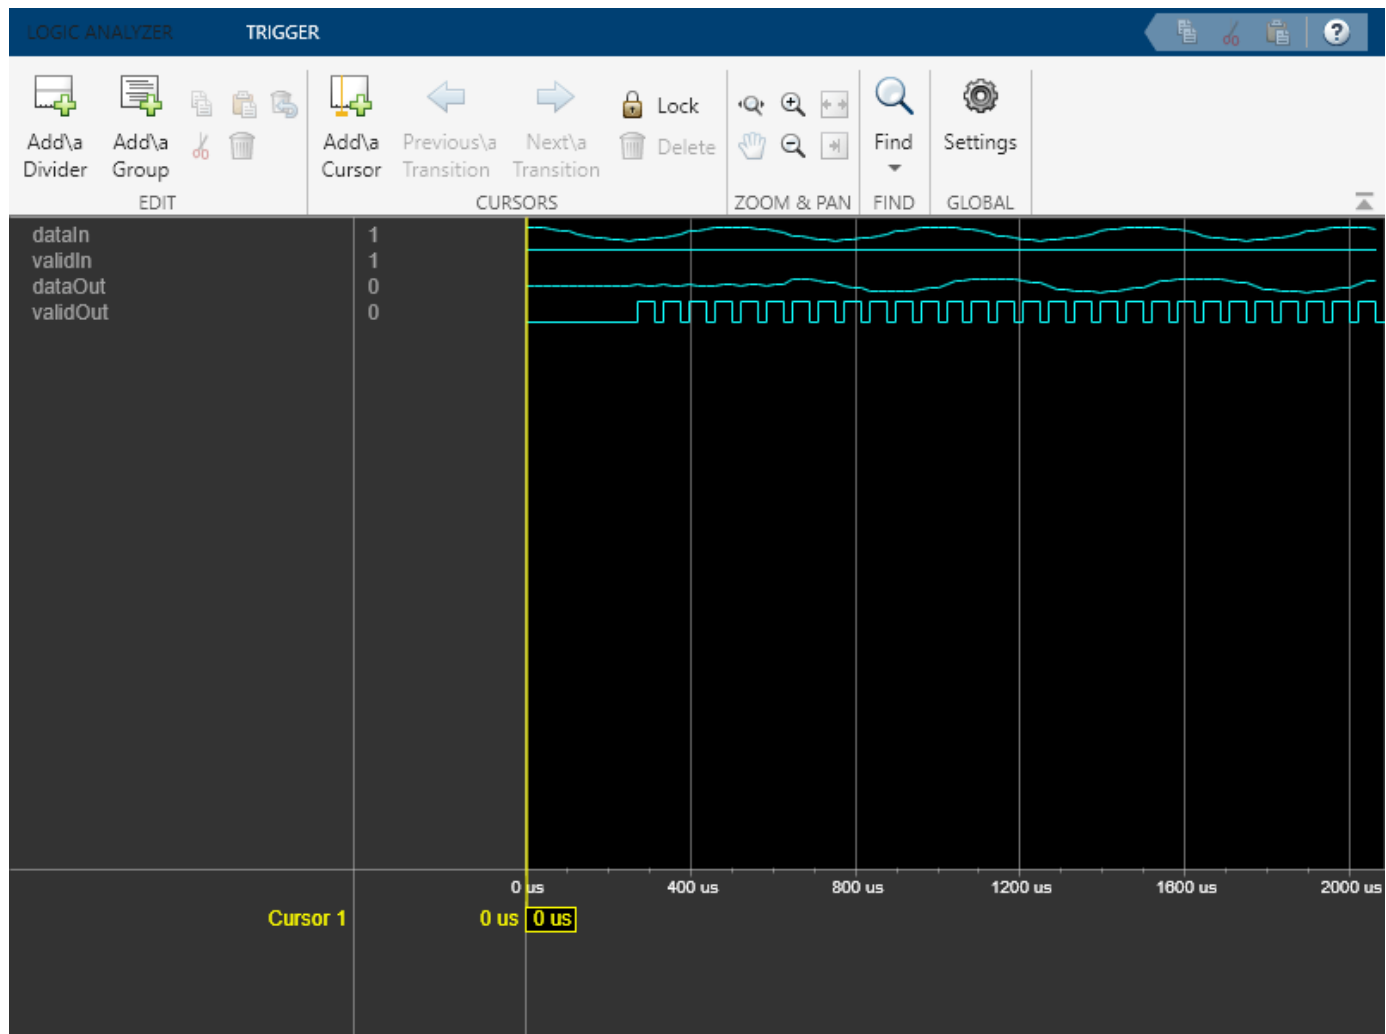 LOGIC ANALYZER TRIGGER ?
Add\a Divider
Add\a Group
EDIT
Add\a Cursor
Previous\a Transition
Next\a Transition
Lock
Delete
CURSORS
ZOOM & PAN
Find
FIND
Settings
GLOBAL
dataIn 1
validIn 1
dataOut 0
validOut 0
0 us 400 us 800 us 1200 us 1600 us 2000 us
Cursor 1 0 us 0 us